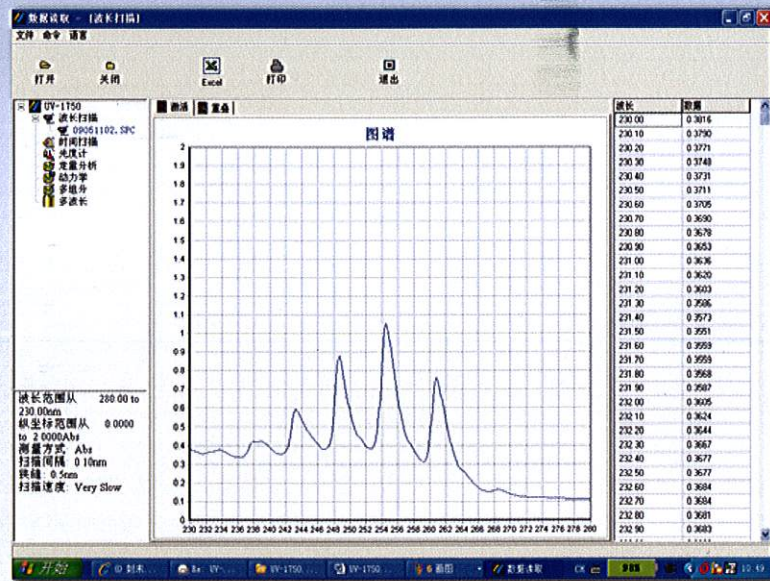 数据读取 - [波长扫描]
文件 命令 语言
打开 关闭 Excel 打印 退出
UV-1750
波长扫描
09051102.SPC
时间扫描
光度计
定量分析
动力学
多组分
多波长
激活 重叠
图谱
2
1.9
1.8
1.7
1.6
1.5
1.4
1.3
1.2
1.1
1
0.9
0.8
0.7
0.6
0.5
0.4
0.3
0.2
0.1
0
230 232 234 236 238 240 242 244 246 248 250 252 254 256 258 260 262 264 266 268 270 272 274 276 278 280
波长 数据
230.00 0.3816
230.10 0.3790
230.20 0.3771
230.30 0.3748
230.40 0.3731
230.50 0.3711
230.60 0.3705
230.70 0.3690
230.80 0.3678
230.90 0.3653
231.00 0.3636
231.10 0.3620
231.20 0.3603
231.30 0.3586
231.40 0.3573
231.50 0.3551
231.60 0.3559
231.70 0.3559
231.80 0.3568
231.90 0.3587
232.00 0.3605
232.10 0.3624
232.20 0.3644
232.30 0.3667
232.40 0.3677
232.50 0.3677
232.60 0.3684
232.70 0.3684
232.80 0.3681
232.90 0.3683
波长范围从 280.00 to
230.00nm
纵坐标范围从 0.0000
to 2.0000Abs
测量方式: Abs
扫描间隔: 0.10nm
狭缝: 0.5nm
扫描速度: Very Slow
开始 UV-... UV-1750... UV-1750... 6 画图 数据读取 CH 98% 10:49